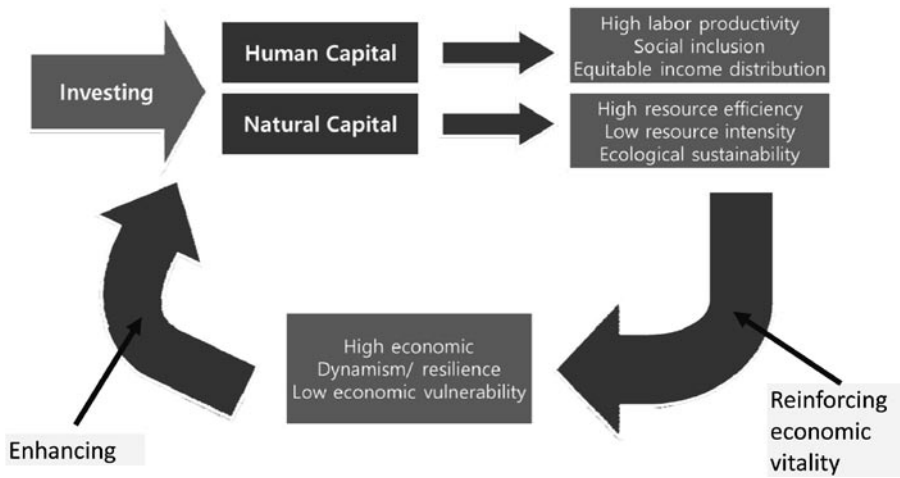 Investing
Human Capital
High labor productivity
Social inclusion
Equitable income distribution
Natural Capital
High resource efficiency
Low resource intensity
Ecological sustainability
High economic
Dynamism/ resilience
Low economic vulnerability
Enhancing
Reinforcing
economic
vitality